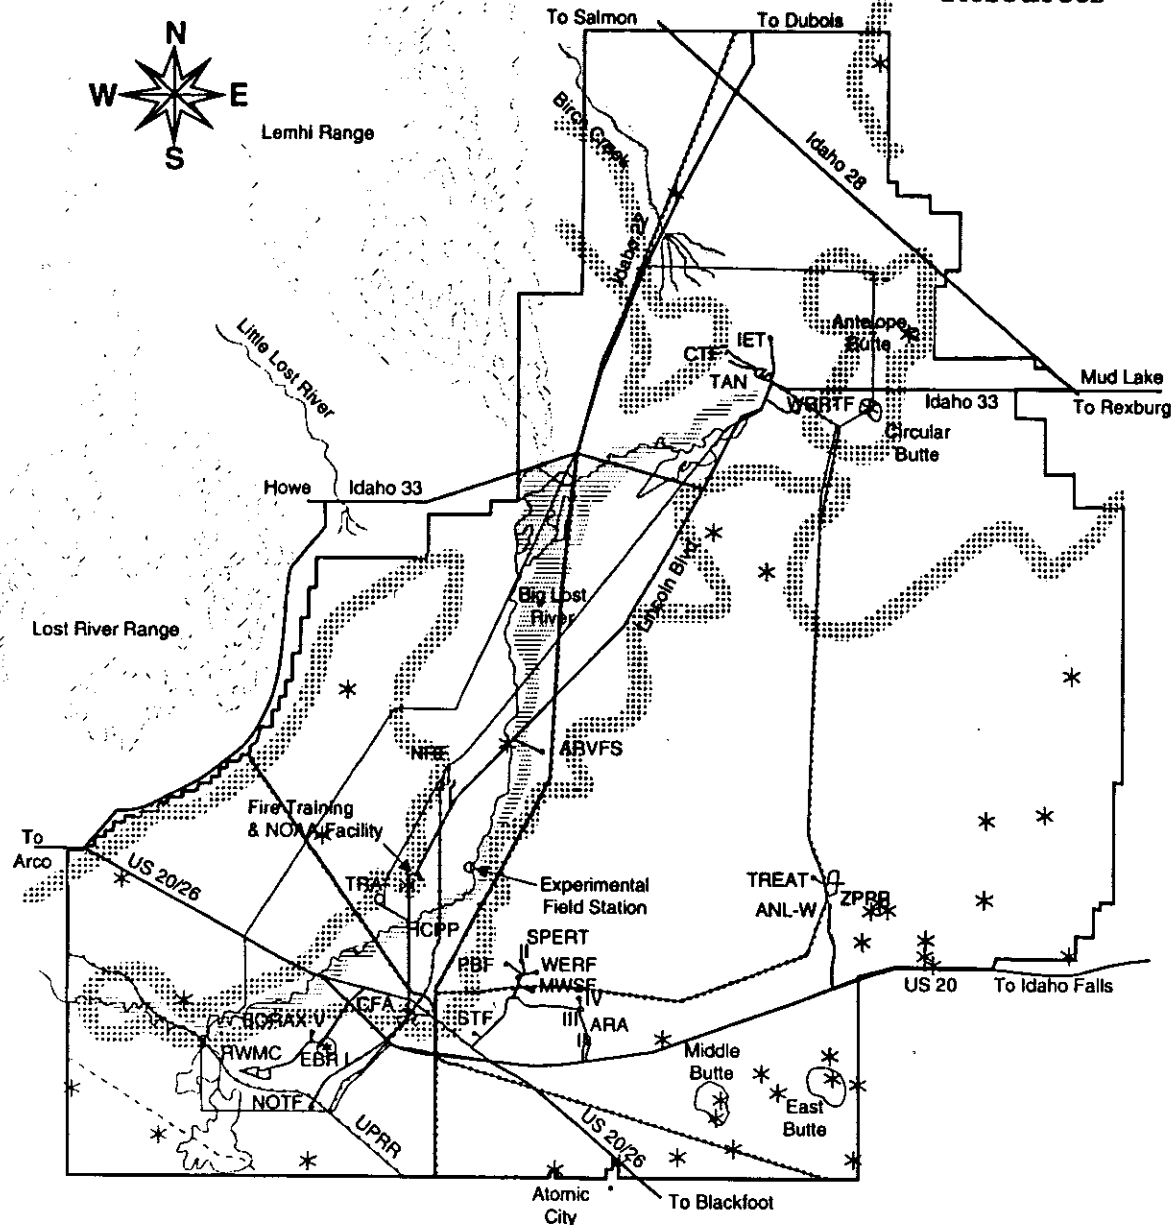 To Salmon
To Dubois
N
W
E
S
Lemhi Range
Birch Creek
Idaho 28
Idaho 22
Little Lost River
Antelope
Butte
IET
CTF
TAN
Mud Lake
WRRTF
Idaho 33
To Rexburg
Circular
Butte
Howe
Idaho 33
Lincoln Blvd.
Big Lost
River
Lost River Range
NRF
ARVFS
Fire Training
& NOAA Facility
To
Arco
US 20/26
TRA
Experimental
Field Station
TREAT
ZPRR
ANL-W
ICPP
SPERT
PBF
WERF
MWSF
IV
US 20
To Idaho Falls
CFA
STF
III
ARA
II
BORAX V
RWMC
EBR I
Middle
Butte
NOTF
East
Butte
UPRR
US 20/26
Atomic
City
To Blackfoot